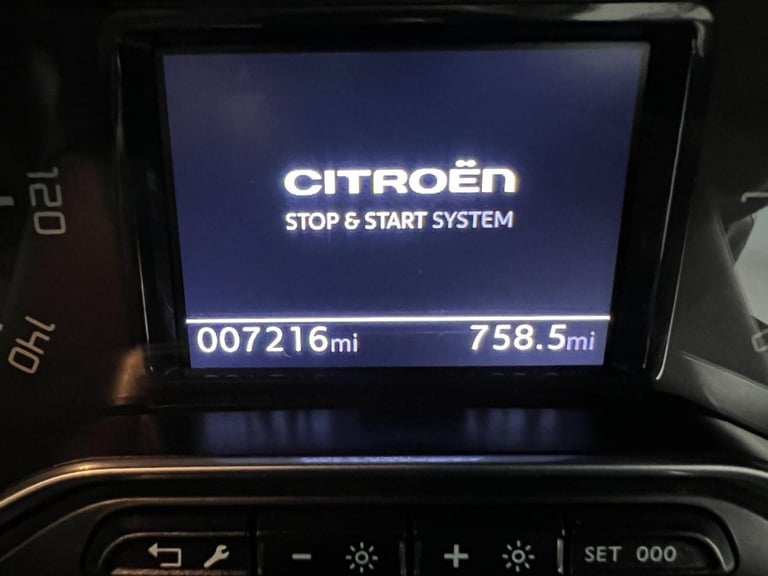 CITROËN
STOP & START SYSTEM
007216mi 758.5mi
120
140
- + SET 000